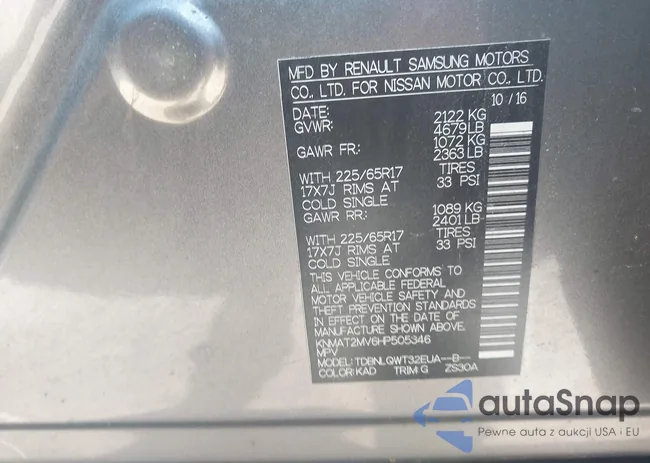 MFD BY RENAULT SAMSUNG MOTORS
CO., LTD. FOR NISSAN MOTOR CO., LTD.
DATE: 10 / 16
GVWR: 2122 KG
4679 LB
GAWR FR: 1072 KG
2363 LB
WITH 225/65R17 TIRES
17X7J RIMS AT 33 PSI
COLD SINGLE
GAWR RR: 1089 KG
2401 LB
WITH 225/65R17 TIRES
17X7J RIMS AT 33 PSI
COLD SINGLE
THIS VEHICLE CONFORMS TO
ALL APPLICABLE FEDERAL
MOTOR VEHICLE SAFETY AND
THEFT PREVENTION STANDARDS
IN EFFECT ON THE DATE OF
MANUFACTURE SHOWN ABOVE.
KNMAT2MV6HP505346
MPV
MODEL: TDBNLQWT32EUA--D--
COLOR: KAD TRIM: G ZS30A
autoSnap
Pewne auta z aukcji USA i EU